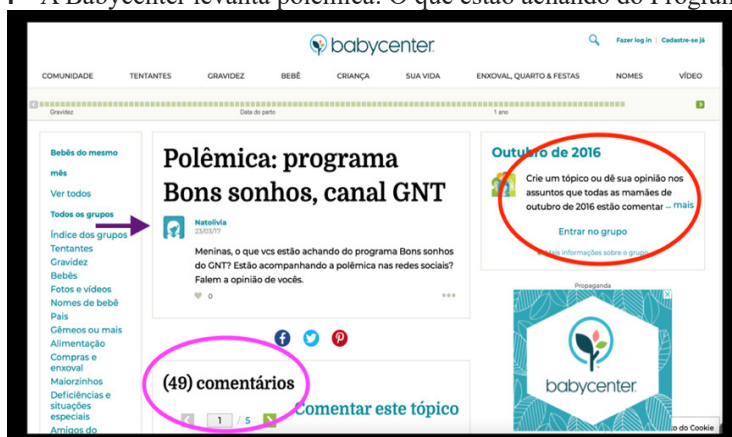 A Babycenter levanta polêmica: O que estão achando do Program
babycenter.
Fazer log in | Cadastre-se já
COMUNIDADE TENTANTES GRAVIDEZ BEBÊ CRIANÇA SUA VIDA ENXOVAL, QUARTO & FESTAS NOMES VÍDEO
Gravidez Data do parto 1 ano
Bebês do mesmo
mês
Ver todos
Todos os grupos
Índice dos grupos
Tentantes
Gravidez
Bebês
Fotos e vídeos
Nomes de bebê
Pais
Gêmeos ou mais
Alimentação
Compras e
enxoval
Maiorzinhos
Deficiências e
situações
especiais
Amigos do
Polêmica: programa
Bons sonhos, canal GNT
Natolivia
23/03/17
Meninas, o que vcs estão achando do programa Bons sonhos
do GNT? Estão acompanhando a polêmica nas redes sociais?
Falem a opinião de vocês.
0
(49) comentários
1 / 5
Comentar este tópico
Outubro de 2016
Crie um tópico ou dê sua opinião nos
assuntos que todas as mamães de
outubro de 2016 estão comentar ... mais
Entrar no grupo
Mais informações sobre o grupo
Propaganda
babycenter.
o do Cookie